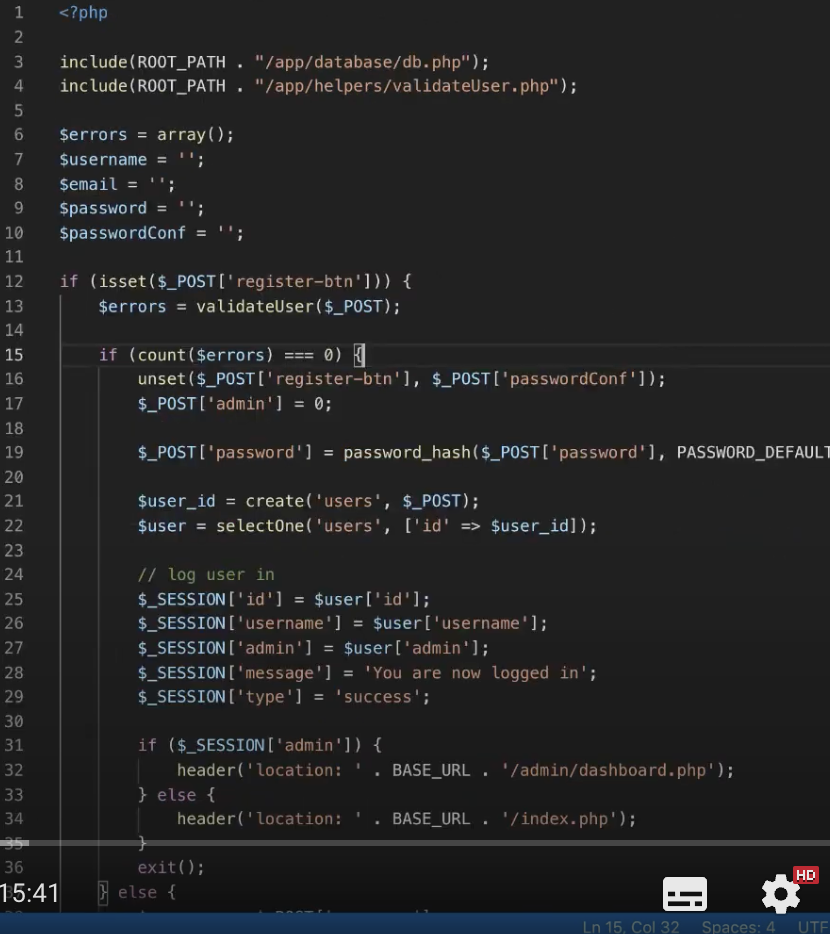 1 <?php
2
3 include(ROOT_PATH . "/app/database/db.php");
4 include(ROOT_PATH . "/app/helpers/validateUser.php");
5
6 $errors = array();
7 $username = '';
8 $email = '';
9 $password = '';
10 $passwordConf = '';
11
12 if (isset($_POST['register-btn'])) {
13 $errors = validateUser($_POST);
14
15 if (count($errors) === 0) {
16 unset($_POST['register-btn'], $_POST['passwordConf']);
17 $_POST['admin'] = 0;
18
19 $_POST['password'] = password_hash($_POST['password'], PASSWORD_DEFAULT
20
21 $user_id = create('users', $_POST);
22 $user = selectOne('users', ['id' => $user_id]);
23
24 // log user in
25 $_SESSION['id'] = $user['id'];
26 $_SESSION['username'] = $user['username'];
27 $_SESSION['admin'] = $user['admin'];
28 $_SESSION['message'] = 'You are now logged in';
29 $_SESSION['type'] = 'success';
30
31 if ($_SESSION['admin']) {
32 header('location: ' . BASE_URL . '/admin/dashboard.php');
33 } else {
34 header('location: ' . BASE_URL . '/index.php');
35 }
36 exit();
} else {
15:41
HD
Ln 15, Col 32 Spaces: 4 UTF